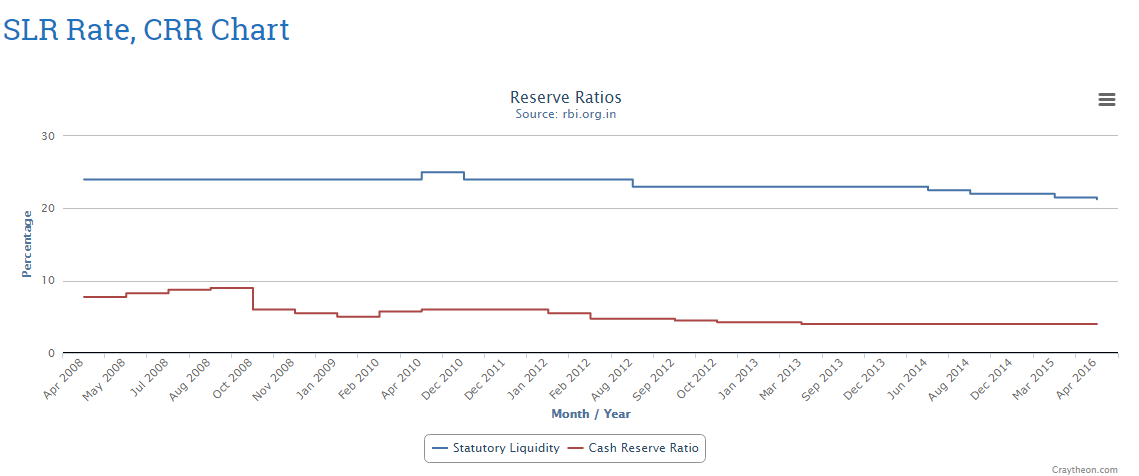 SLR Rate, CRR Chart
Reserve Ratios
Source: rbi.org.in
Percentage
30
20
10
0
Apr 2008
May 2008
Jul 2008
Aug 2008
Oct 2008
Nov 2008
Jan 2009
Feb 2010
Apr 2010
Dec 2010
Dec 2011
Jan 2012
Feb 2012
Aug 2012
Sep 2012
Oct 2012
Jan 2013
Mar 2013
Sep 2013
Dec 2013
Jun 2014
Aug 2014
Dec 2014
Mar 2015
Apr 2016
Month / Year
Statutory Liquidity
Cash Reserve Ratio
Craytheon.com